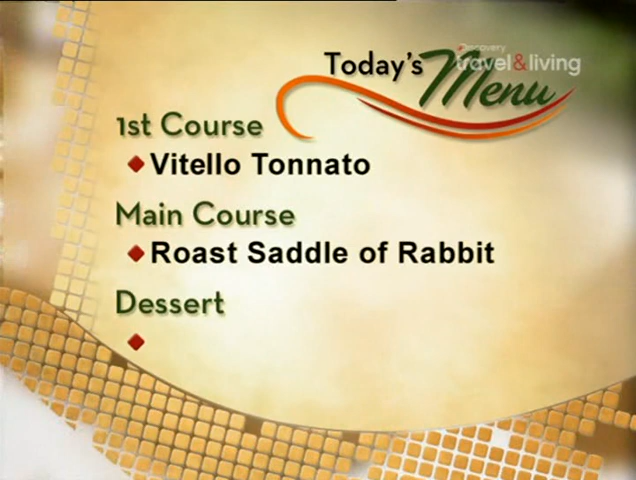 Today's Menu
Discovery
travel&living
1st Course
Vitello Tonnato
Main Course
Roast Saddle of Rabbit
Dessert